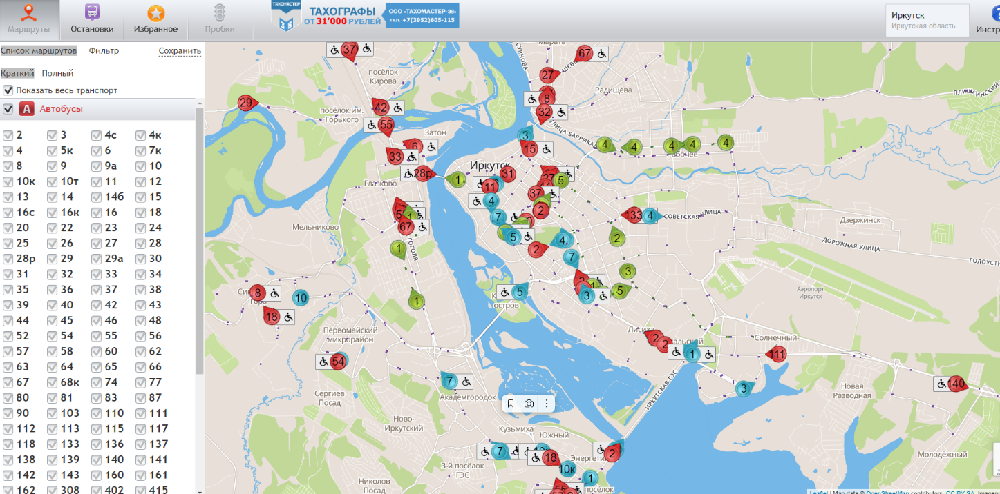 Маршруты
Остановки
Избранное
Пробки
ТАХОМАСТЕР
38
ТАХОГРАФЫ
ОТ 31’000 РУБЛЕЙ
ООО «ТАХОМАСТЕР-38»
тел. +7(3952)605-115
Иркутск
Иркутская область
Инстр
Список маршрутов Фильтр Сохранить
Краткий Полный
Показать весь транспорт
А Автобусы
2 3 4с 4к
4 5к 6 7к
8 9 9а 10
10к 10т 11 12
13 14 14б 15
16с 16к 16 18
20 22 23 24
25 26 27 28
28р 29 29а 30
31 32 33 34
35 36 37 38
39 40 42 43
44 45 46 48
52 54 55 56
57 58 60 62
63 64 65 66
67 68к 74 77
80 81 83 87
90 103 110 111
112 113 115 117
118 133 136 137
138 139 140 141
142 143 160 161
162 308 402 415
37
67
27
посёлок
Кирова
Радищева
29
8
42
32
посёлок им.
Горького
55
Затон
УЛИЦА БАРРИКА
3
4
4
4
4
4
6
15
33
Рабочее
Иркутск
28р
31
1
5
11
Глазково
37
4
2
133
4
СОВЕТСКАЯ УЛИЦА
7
67
Мельниково
Дзержинск
5
4
2
ДОРОЖНАЯ УЛИЦА
ГОГОЛЯ
1
2
7
ГОЛОУСТН
3
8
10
5
3
5
Аэропорт
Иркутск
1
остров
18
Первомайский
микрорайон
Лисиха
2
2
Солнечный
54
1
111
ИРКУТСКАЯ ГЭС
7
3
140
Сергиев
Посад
Академгородок
Новая
Разводная
Ново-
Иркутский
Кузьмиха
Южный
7
18
Энергети
2
Молодёжный
3-й посёлок
ГЭС
10к
1
Николов
Посад
55
посёлок
Leaflet | Map data © OpenStreetMap contributors, CC-BY-SA, Imagery